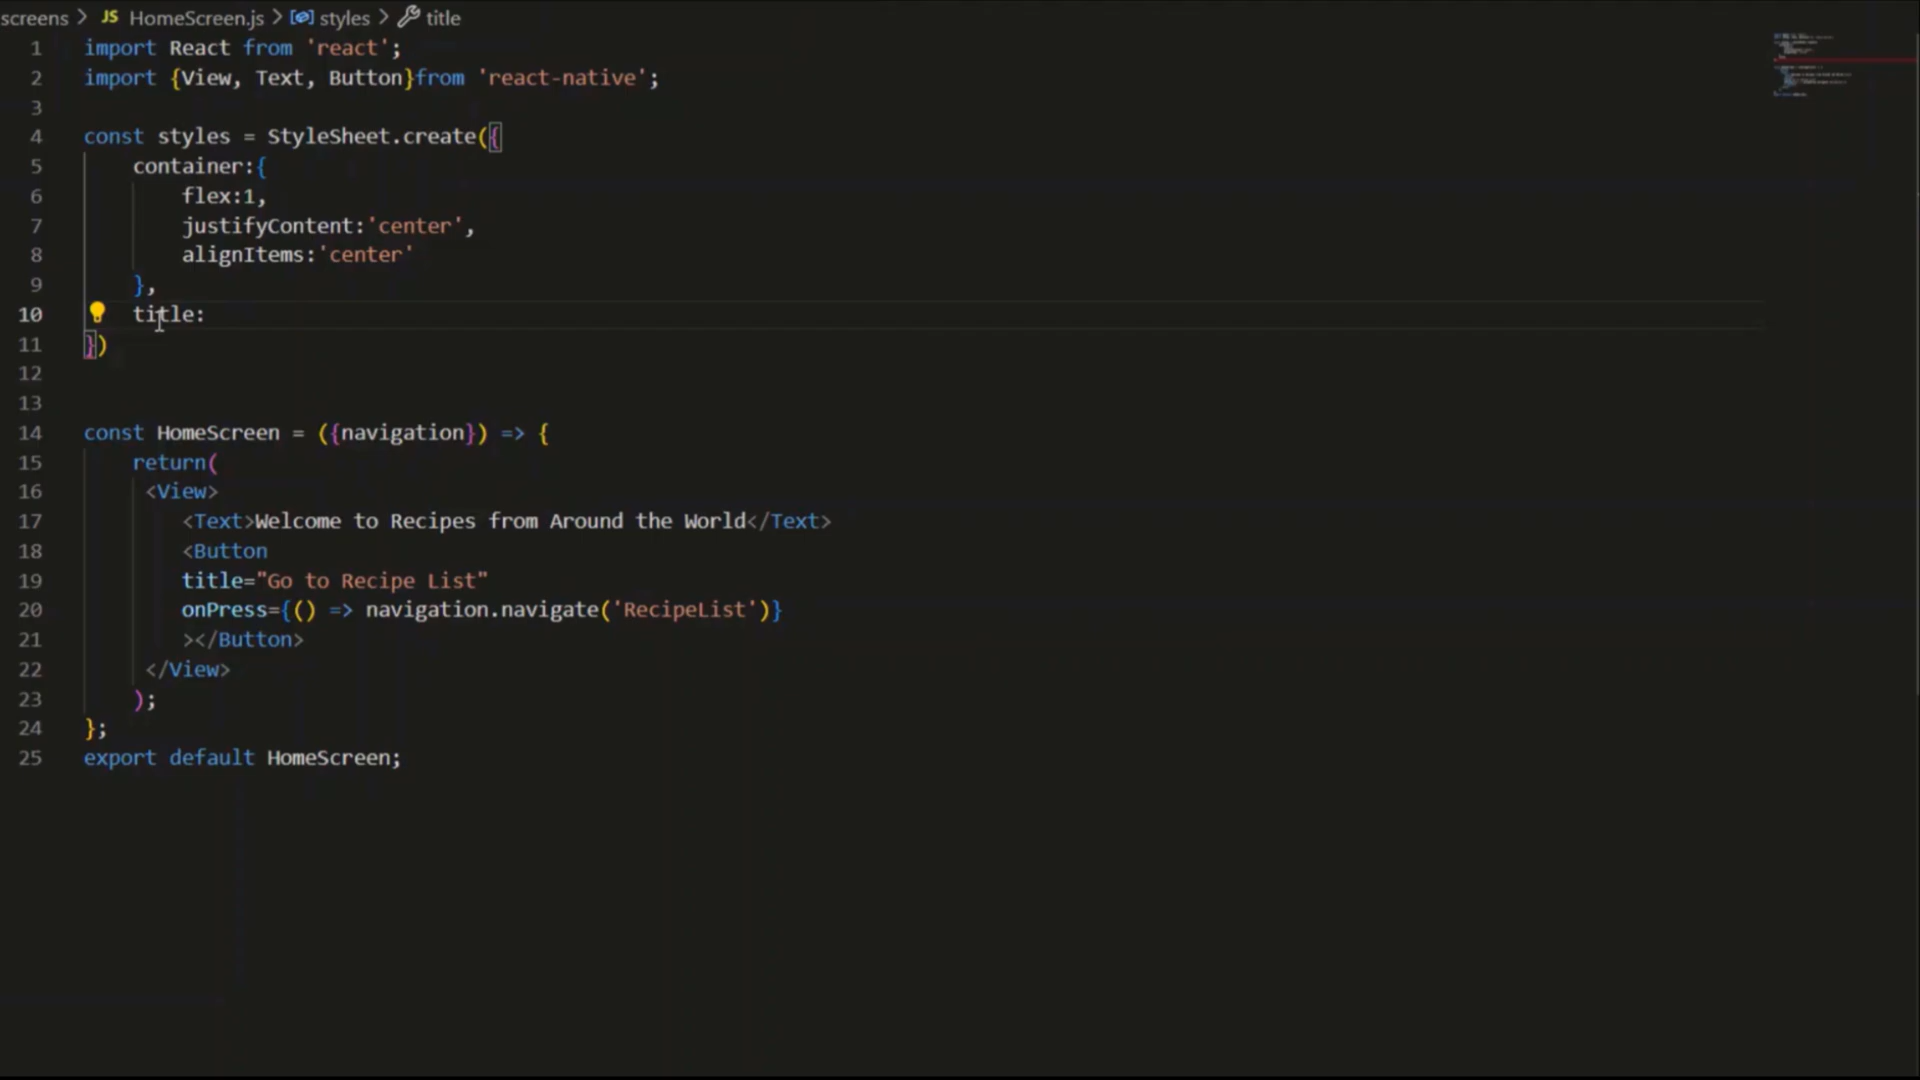 screens > JS HomeScreen.js > styles > title
1 import React from 'react';
2 import {View, Text, Button}from 'react-native';
3
4 const styles = StyleSheet.create({
5 container:{
6 flex:1,
7 justifyContent:'center',
8 alignItems:'center'
9 },
10 title:
11 })
12
13
14 const HomeScreen = ({navigation}) => {
15 return(
16 <View>
17 <Text>Welcome to Recipes from Around the World</Text>
18 <Button
19 title="Go to Recipe List"
20 onPress={() => navigation.navigate('RecipeList')}
21 ></Button>
22 </View>
23 );
24 };
25 export default HomeScreen;